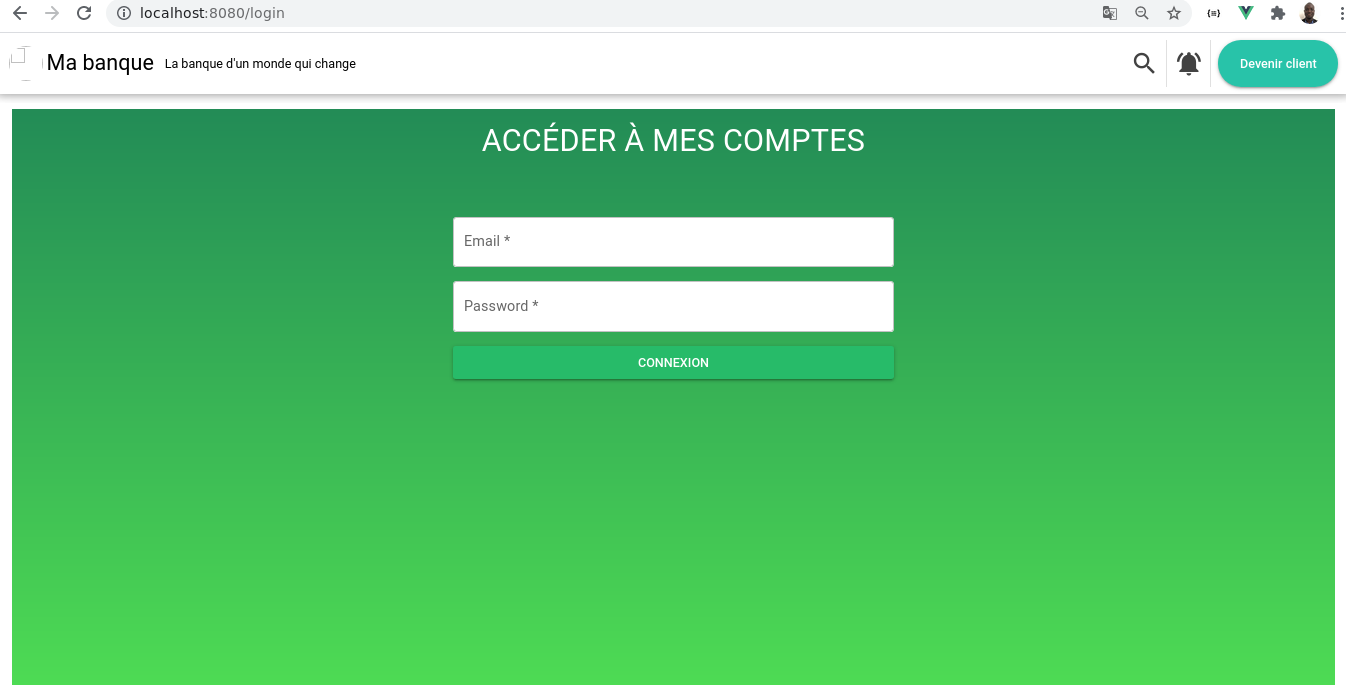 localhost:8080/login
Ma banque La banque d'un monde qui change
Devenir client
ACCÉDER À MES COMPTES
Email *
Password *
CONNEXION